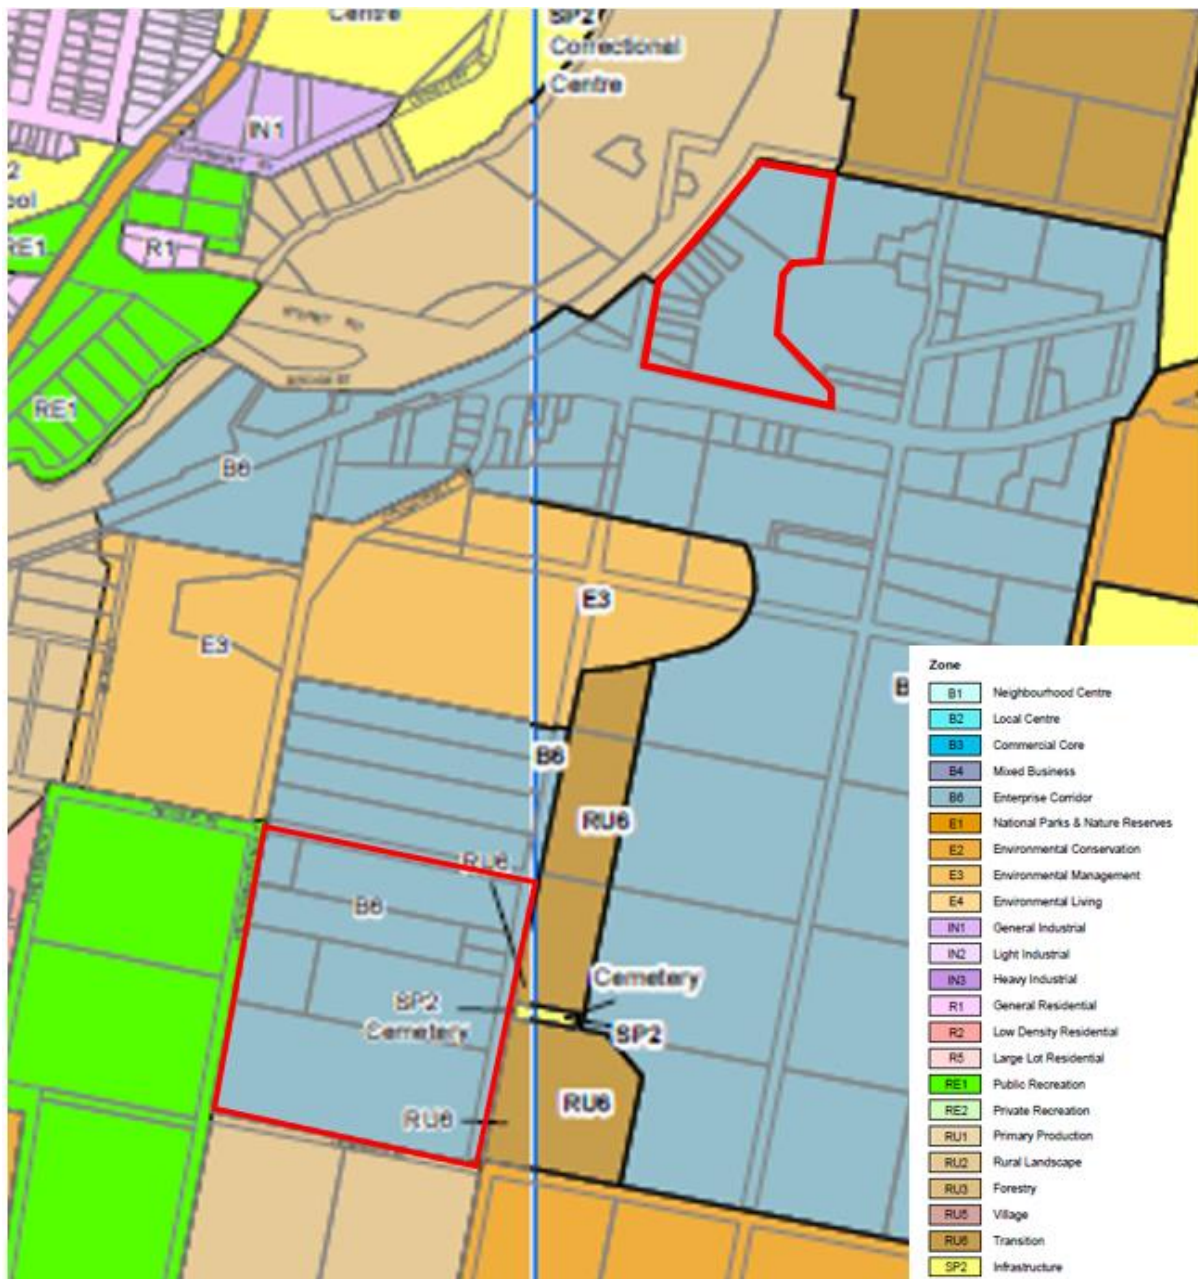 Centre
SP2
Correctional
Centre
IN1
2
ool
RE1
R1
RE1
B6
E3
E3
B
B6
RU6
RU6
B6
Cemetery
SP2
Cemetery
SP2
RU6
RU6
Zone
B1 Neighbourhood Centre
B2 Local Centre
B3 Commercial Core
B4 Mixed Business
B6 Enterprise Corridor
E1 National Parks & Nature Reserves
E2 Environmental Conservation
E3 Environmental Management
E4 Environmental Living
IN1 General Industrial
IN2 Light Industrial
IN3 Heavy Industrial
R1 General Residential
R2 Low Density Residential
R5 Large Lot Residential
RE1 Public Recreation
RE2 Private Recreation
RU1 Primary Production
RU2 Rural Landscape
RU3 Forestry
RU5 Village
RU6 Transition
SP2 Infrastructure